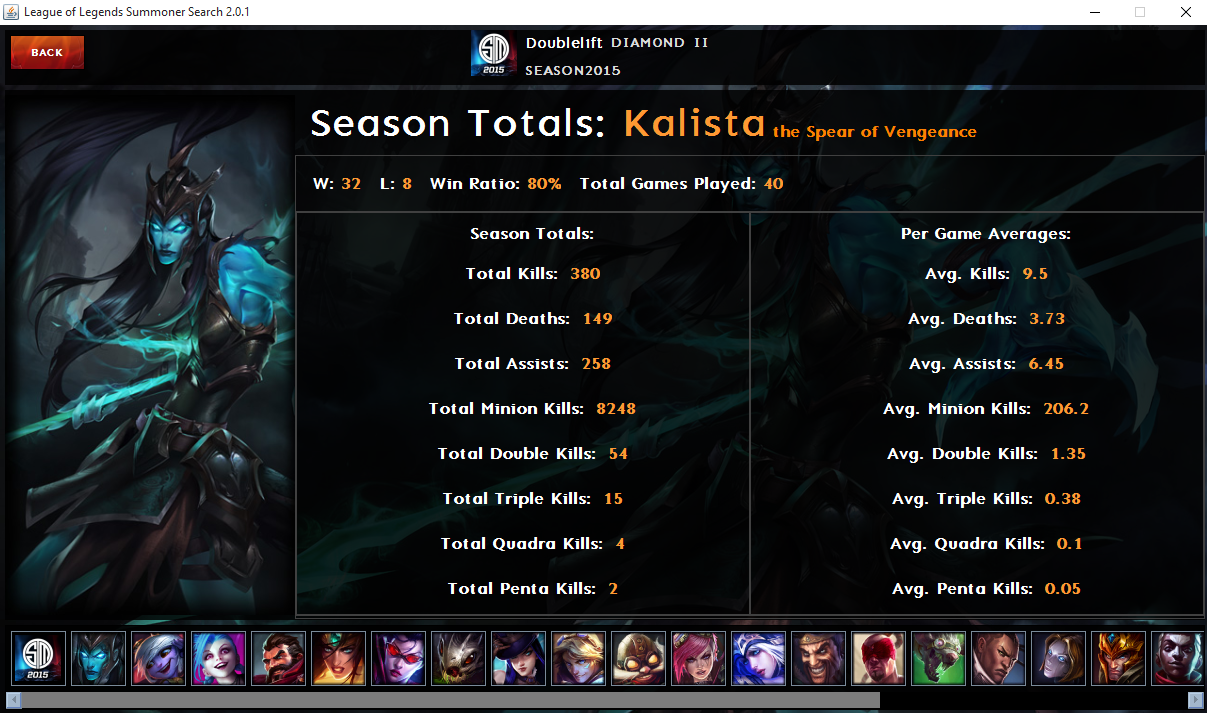 League of Legends Summoner Search 2.0.1
BACK
2015
Doublelift DIAMOND II
SEASON2015
Season Totals: Kalista the Spear of Vengeance
W: 32 L: 8 Win Ratio: 80% Total Games Played: 40
Season Totals:
Total Kills: 380
Total Deaths: 149
Total Assists: 258
Total Minion Kills: 8248
Total Double Kills: 54
Total Triple Kills: 15
Total Quadra Kills: 4
Total Penta Kills: 2
Per Game Averages:
Avg. Kills: 9.5
Avg. Deaths: 3.73
Avg. Assists: 6.45
Avg. Minion Kills: 206.2
Avg. Double Kills: 1.35
Avg. Triple Kills: 0.38
Avg. Quadra Kills: 0.1
Avg. Penta Kills: 0.05
2015